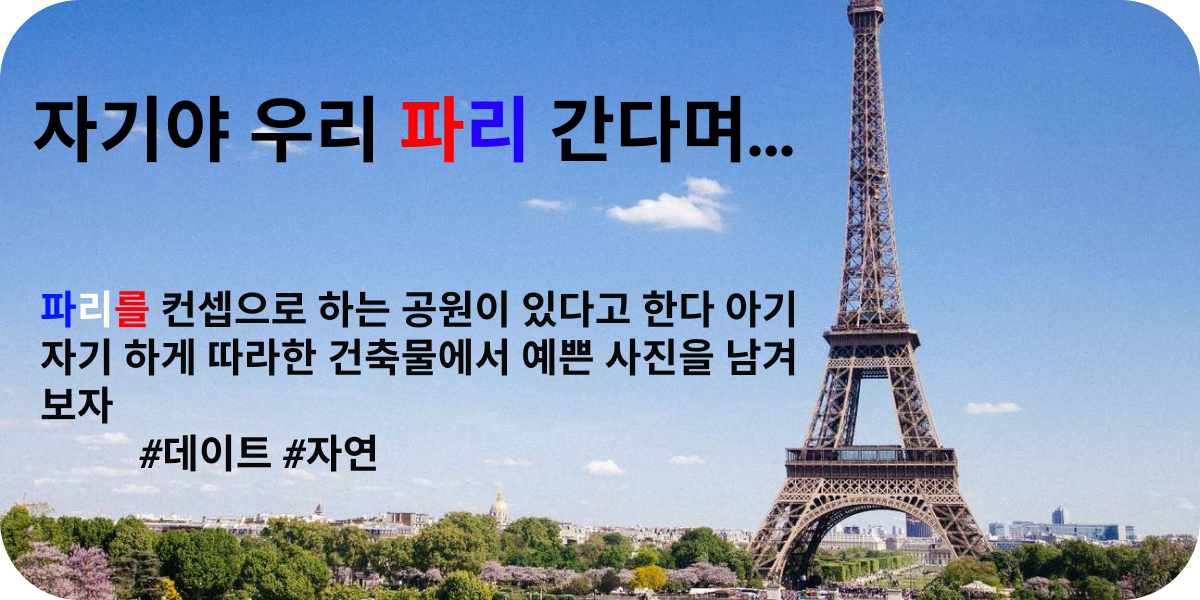 자기야 우리 파리 간다며...
파리를 컨셉으로 하는 공원이 있다고 한다 아기
자기 하게 따라한 건축물에서 예쁜 사진을 남겨
보자
#데이트 #자연